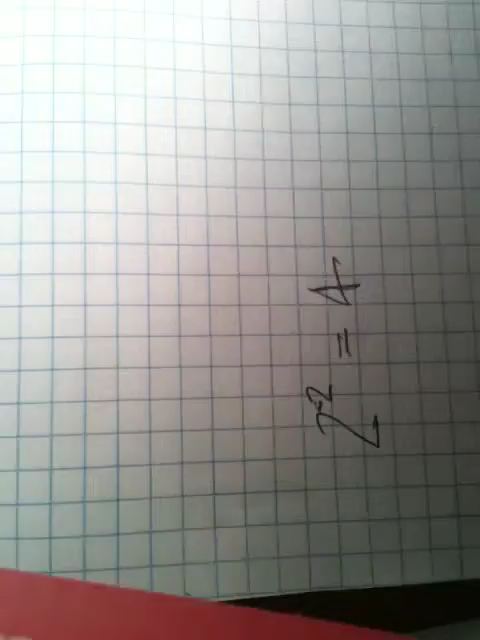 2² = 4